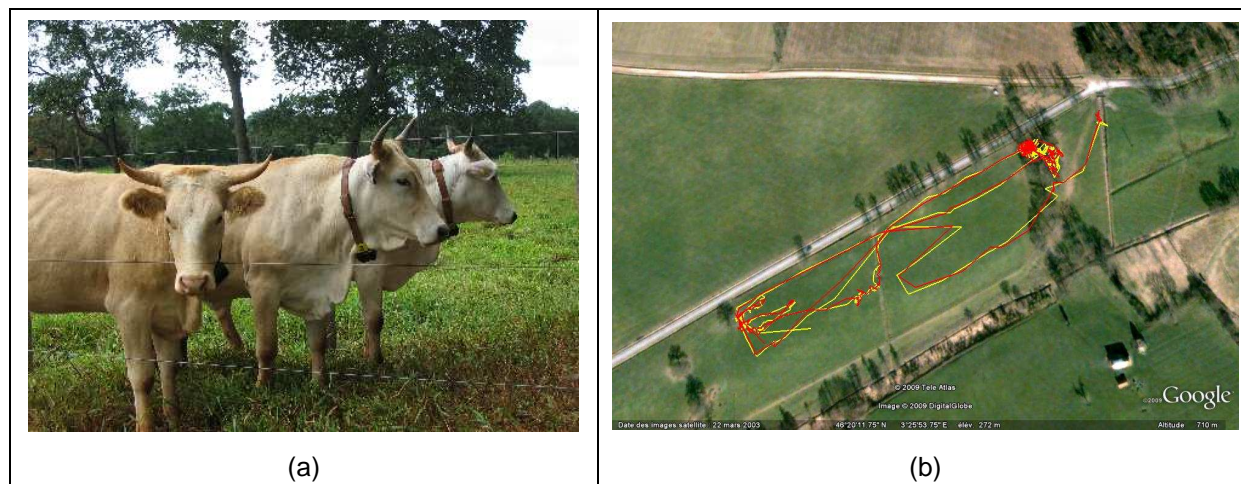 © 2009 Tele Atlas
Image © 2009 DigitalGlobe
©2009 Google
Date des images satellite: 22 mars 2003 46°20'11.75" N 3°25'53.75" E élév 272 m Altitude 710 m
(a) (b)